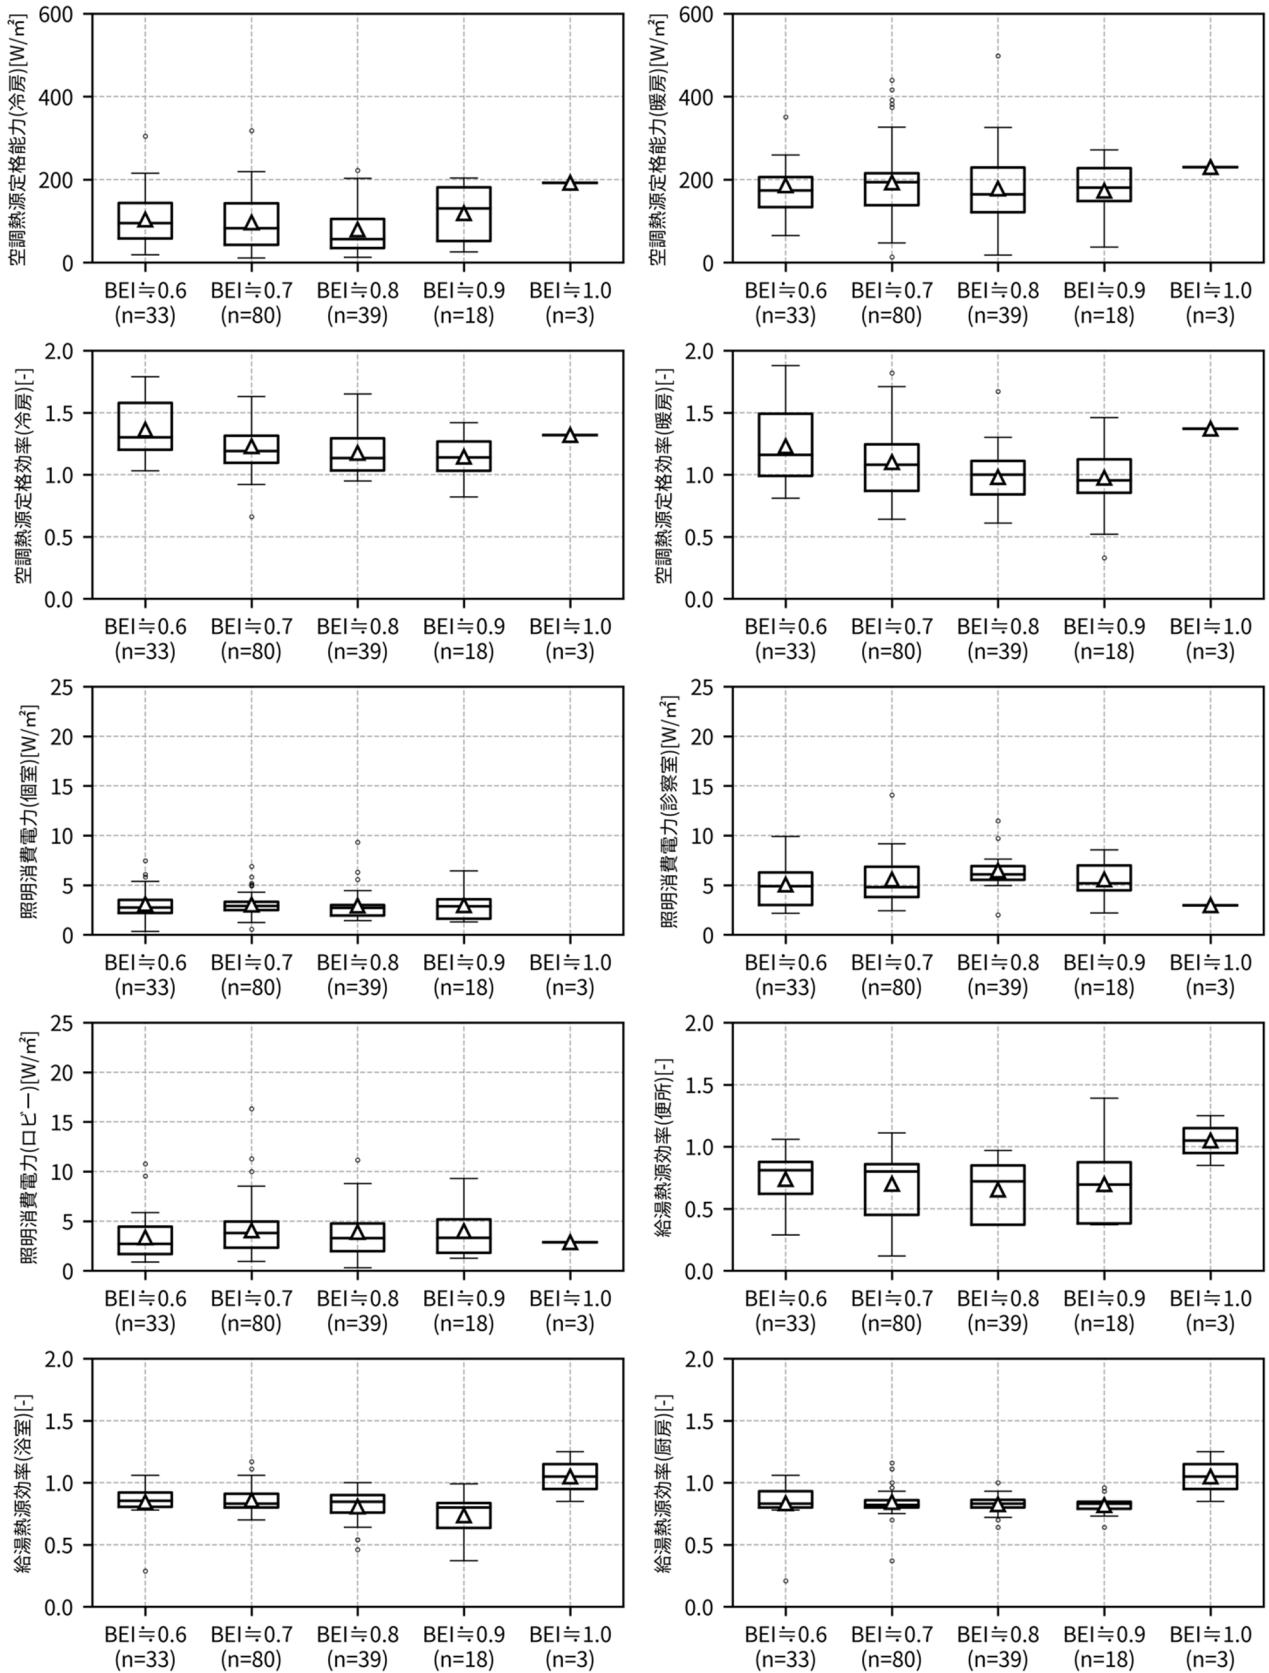 空調熱源定格能力(冷房)[W/㎡]
600
400
200
0
BEI≒0.6
(n=33)
BEI≒0.7
(n=80)
BEI≒0.8
(n=39)
BEI≒0.9
(n=18)
BEI≒1.0
(n=3)
空調熱源定格能力(暖房)[W/㎡]
600
400
200
0
BEI≒0.6
(n=33)
BEI≒0.7
(n=80)
BEI≒0.8
(n=39)
BEI≒0.9
(n=18)
BEI≒1.0
(n=3)
空調熱源定格効率(冷房)[-]
2.0
1.5
1.0
0.5
0.0
BEI≒0.6
(n=33)
BEI≒0.7
(n=80)
BEI≒0.8
(n=39)
BEI≒0.9
(n=18)
BEI≒1.0
(n=3)
空調熱源定格効率(暖房)[-]
2.0
1.5
1.0
0.5
0.0
BEI≒0.6
(n=33)
BEI≒0.7
(n=80)
BEI≒0.8
(n=39)
BEI≒0.9
(n=18)
BEI≒1.0
(n=3)
照明消費電力(個室)[W/㎡]
25
20
15
10
5
0
BEI≒0.6
(n=33)
BEI≒0.7
(n=80)
BEI≒0.8
(n=39)
BEI≒0.9
(n=18)
BEI≒1.0
(n=3)
照明消費電力(診察室)[W/㎡]
25
20
15
10
5
0
BEI≒0.6
(n=33)
BEI≒0.7
(n=80)
BEI≒0.8
(n=39)
BEI≒0.9
(n=18)
BEI≒1.0
(n=3)
照明消費電力(ロビー)[W/㎡]
25
20
15
10
5
0
BEI≒0.6
(n=33)
BEI≒0.7
(n=80)
BEI≒0.8
(n=39)
BEI≒0.9
(n=18)
BEI≒1.0
(n=3)
給湯熱源効率(便所)[-]
2.0
1.5
1.0
0.5
0.0
BEI≒0.6
(n=33)
BEI≒0.7
(n=80)
BEI≒0.8
(n=39)
BEI≒0.9
(n=18)
BEI≒1.0
(n=3)
給湯熱源効率(浴室)[-]
2.0
1.5
1.0
0.5
0.0
BEI≒0.6
(n=33)
BEI≒0.7
(n=80)
BEI≒0.8
(n=39)
BEI≒0.9
(n=18)
BEI≒1.0
(n=3)
給湯熱源効率(厨房)[-]
2.0
1.5
1.0
0.5
0.0
BEI≒0.6
(n=33)
BEI≒0.7
(n=80)
BEI≒0.8
(n=39)
BEI≒0.9
(n=18)
BEI≒1.0
(n=3)